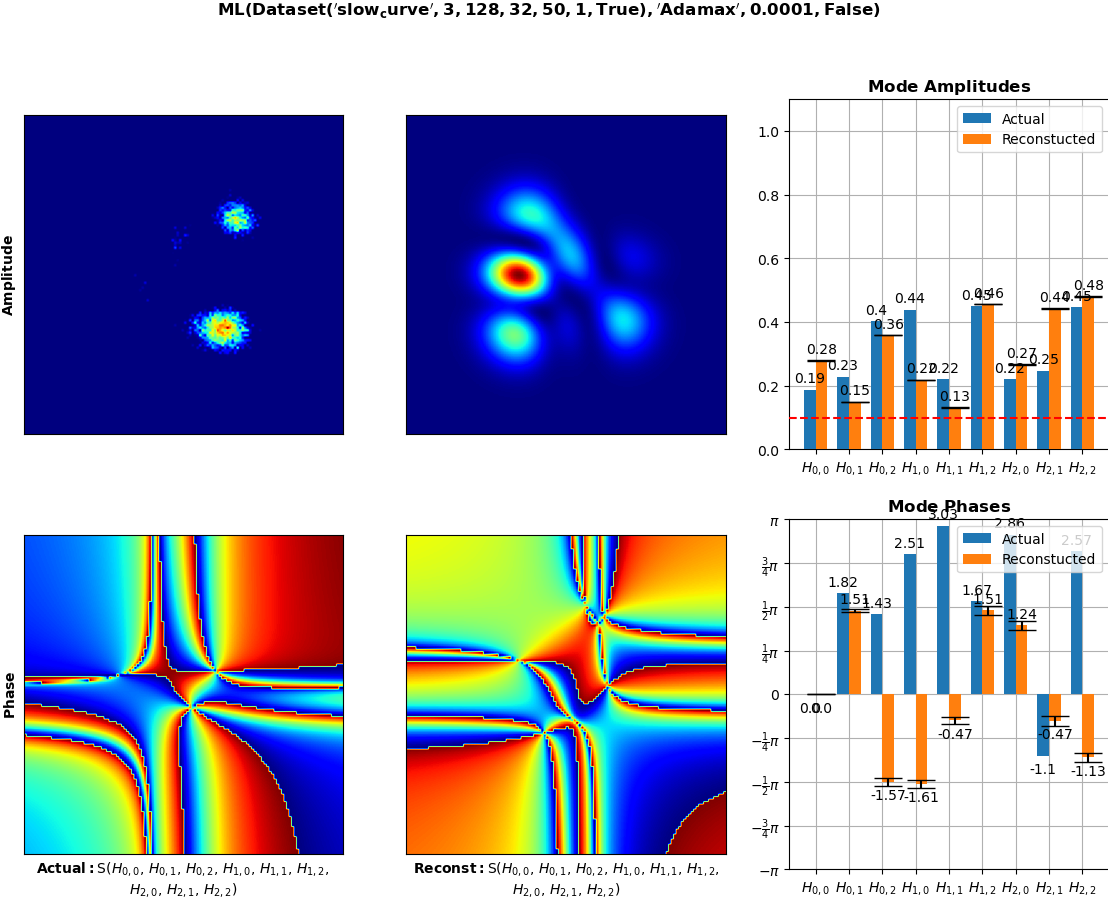 ML(Dataset('slow_curve', 3, 128, 32, 50, 1, True), 'Adamax', 0.0001, False)
Amplitude
Mode Amplitudes
Actual
Reconstucted
1.0
0.8
0.6
0.4
0.2
0.0
0.19 0.23 0.4 0.44 0.22 0.45 0.22 0.25 0.45
0.28 0.15 0.36 0.22 0.13 0.46 0.27 0.44 0.48
H0,0 H0,1 H0,2 H1,0 H1,1 H1,2 H2,0 H2,1 H2,2
Phase
Mode Phases
Actual
Reconstucted
π
3/4π
1/2π
1/4π
0
−1/4π
−1/2π
−3/4π
−π
0.0 1.82 1.43 2.51 3.03 1.67 2.86 -1.1 2.57
0.0 1.51 -1.57 -1.61 -0.47 1.51 1.24 -0.47 -1.13
H0,0 H0,1 H0,2 H1,0 H1,1 H1,2 H2,0 H2,1 H2,2
Actual: S(H0,0, H0,1, H0,2, H1,0, H1,1, H1,2,
H2,0, H2,1, H2,2)
Reconst: S(H0,0, H0,1, H0,2, H1,0, H1,1, H1,2,
H2,0, H2,1, H2,2)